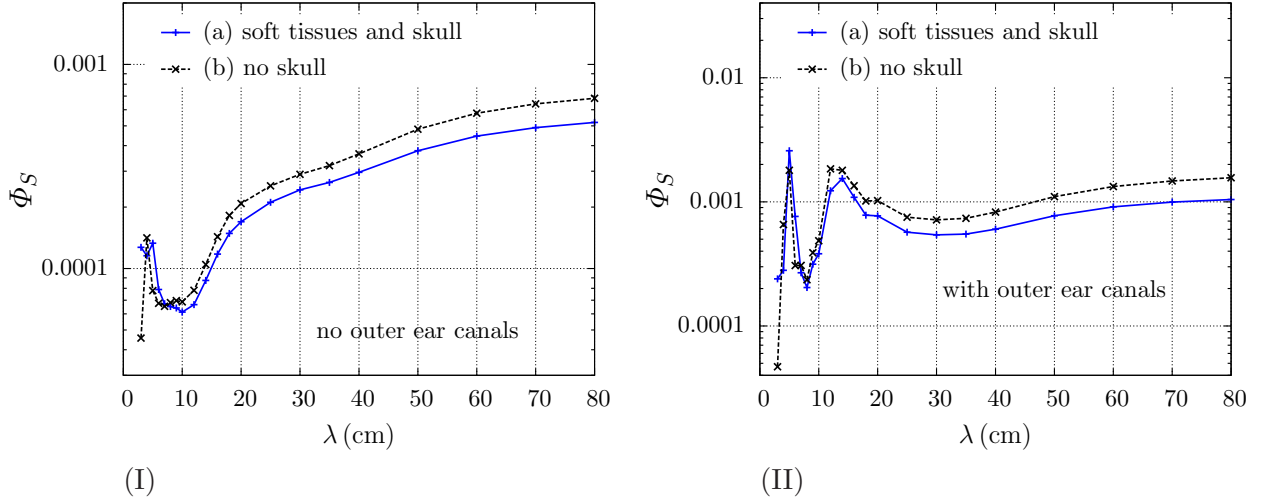 (a) soft tissues and skull
(b) no skull
0.001
0.0001
Φ_S
no outer ear canals
0 10 20 30 40 50 60 70 80
λ (cm)
(I)
(a) soft tissues and skull
(b) no skull
0.01
0.001
0.0001
Φ_S
with outer ear canals
0 10 20 30 40 50 60 70 80
λ (cm)
(II)